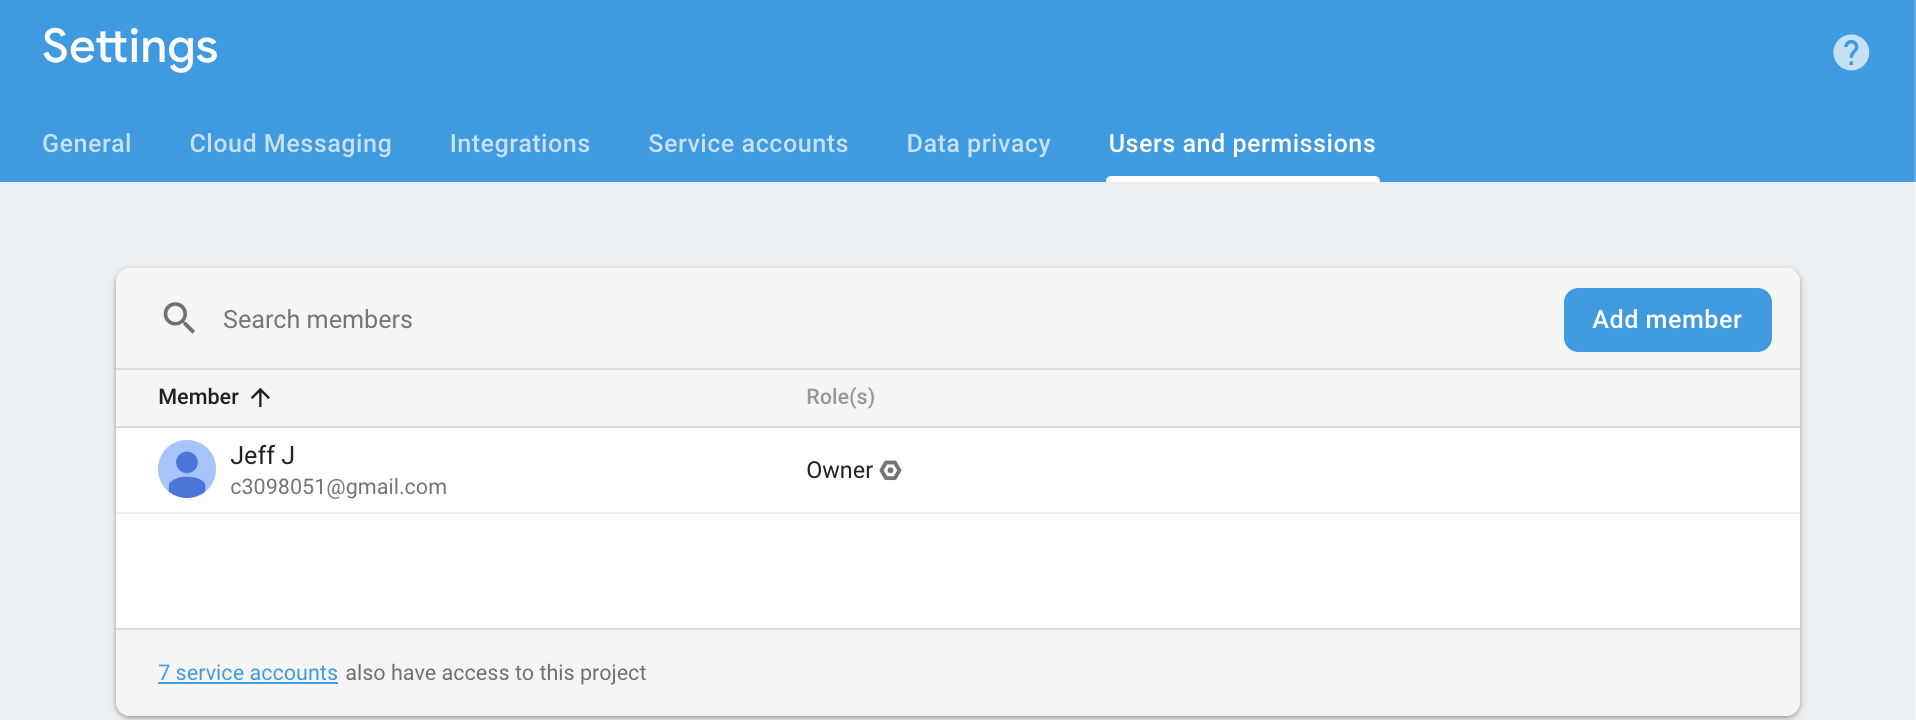 Settings
?
General Cloud Messaging Integrations Service accounts Data privacy Users and permissions
Search members Add member
Member Role(s)
Jeff J
c3098051@gmail.com
Owner
7 service accounts also have access to this project